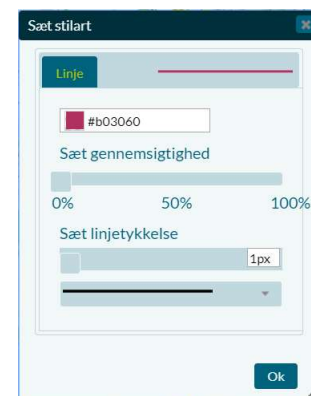 Sæt stilart
Linje
#b03060
Sæt gennemsigtighed
0% 50% 100%
Sæt linjetykkelse
1px
Ok